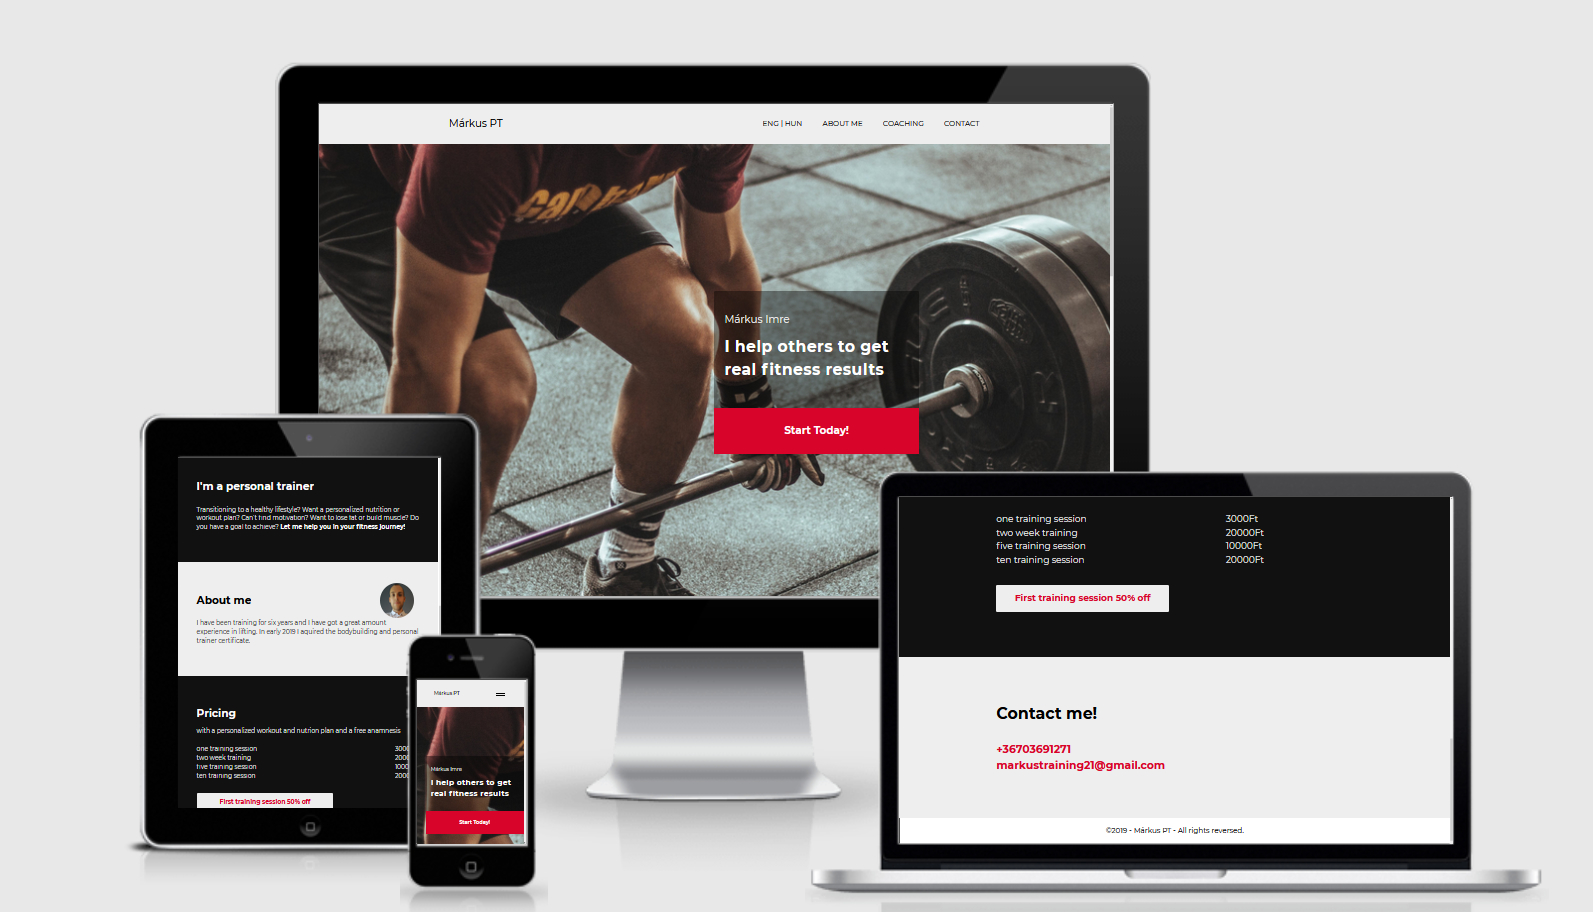 Márkus PT
ENG | HUN ABOUT ME COACHING CONTACT
Márkus Imre
I help others to get
real fitness results
Start Today!
I'm a personal trainer
Transitioning to a healthy lifestyle? Want a personalized nutrition or
workout plan? Can't find motivation? Want to lose fat or build muscle? Do
you have a goal to achieve? Let me help you in your fitness journey!
About me
I have been training for six years and I have got a great amount
experience in lifting. In early 2019 I aquired the bodybuilding and personal
trainer certificate.
Pricing
with a personalized workout and nutrion plan and a free anamnesis
one training session 3000
two week training 2000
five training session 1000
ten training session 2000
First training session 50% off
Márkus PT
Márkus Imre
I help others to get
real fitness results
Start Today!
one training session 3000Ft
two week training 20000Ft
five training session 10000Ft
ten training session 20000Ft
First training session 50% off
Contact me!
+36703691271
markustraining21@gmail.com
©2019 - Márkus PT - All rights reversed.